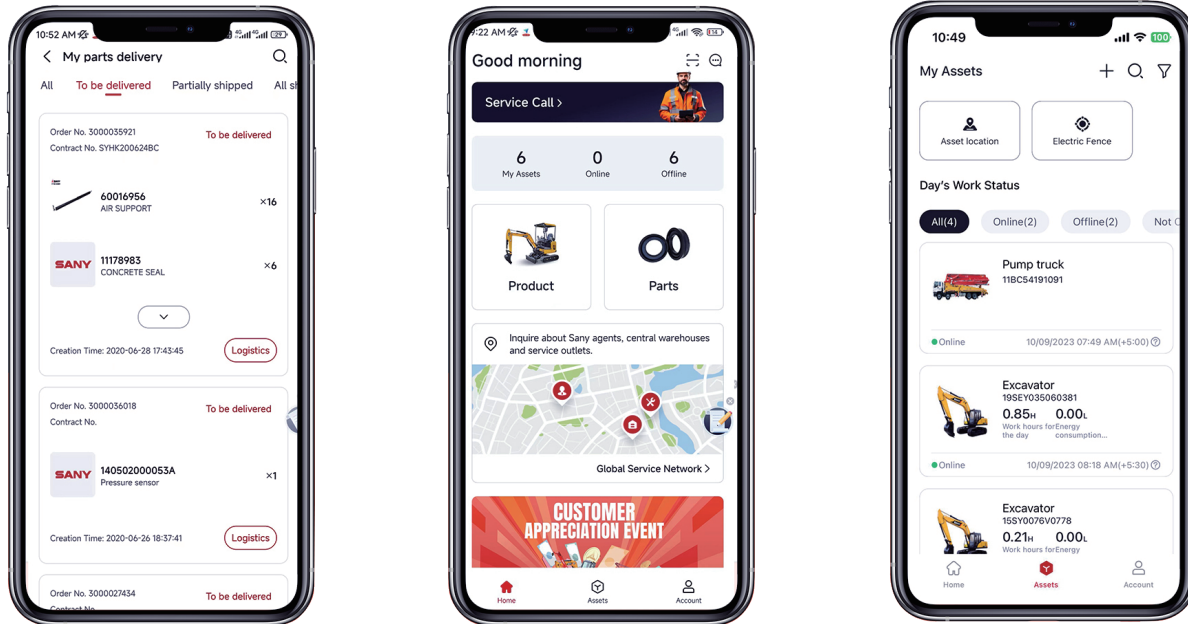 10:52 AM
My parts delivery
All To be delivered Partially shipped All sh
Order No. 3000035921
To be delivered
Contract No. SYHK200624BC
60016956
AIR SUPPORT
×16
SANY
11178983
CONCRETE SEAL
×6
Creation Time: 2020-06-28 17:43:45
Logistics
Order No. 3000036018
To be delivered
Contract No.
SANY
140502000053A
Pressure sensor
×1
Creation Time: 2020-06-26 18:37:41
Logistics
Order No. 3000027434
To be delivered
Contract No.
9:22 AM
Good morning
Service Call >
6 0 6
My Assets Online Offline
Product Parts
Inquire about Sany agents, central warehouses
and service outlets.
Global Service Network >
CUSTOMER
APPRECIATION EVENT
Home Assets Account
10:49
100
My Assets
Asset location Electric Fence
Day's Work Status
All(4) Online(2) Offline(2) Not
Pump truck
11BC54191091
Online 10/09/2023 07:49 AM(+5:00)
Excavator
19SEY035060381
0.85H 0.00L
Work hours for Energy
the day consumption...
Online 10/09/2023 08:18 AM(+5:30)
Excavator
15SY0076V0778
0.21H 0.00L
Work hours for Energy
Home Assets Account